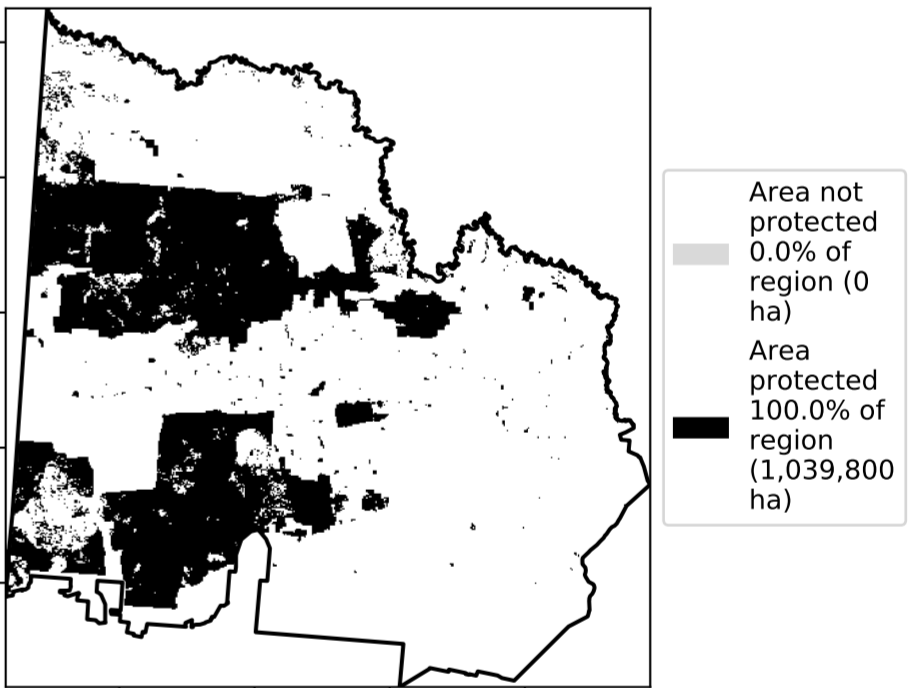 Area not
protected
0.0% of
region (0
ha)
Area
protected
100.0% of
region
(1,039,800
ha)